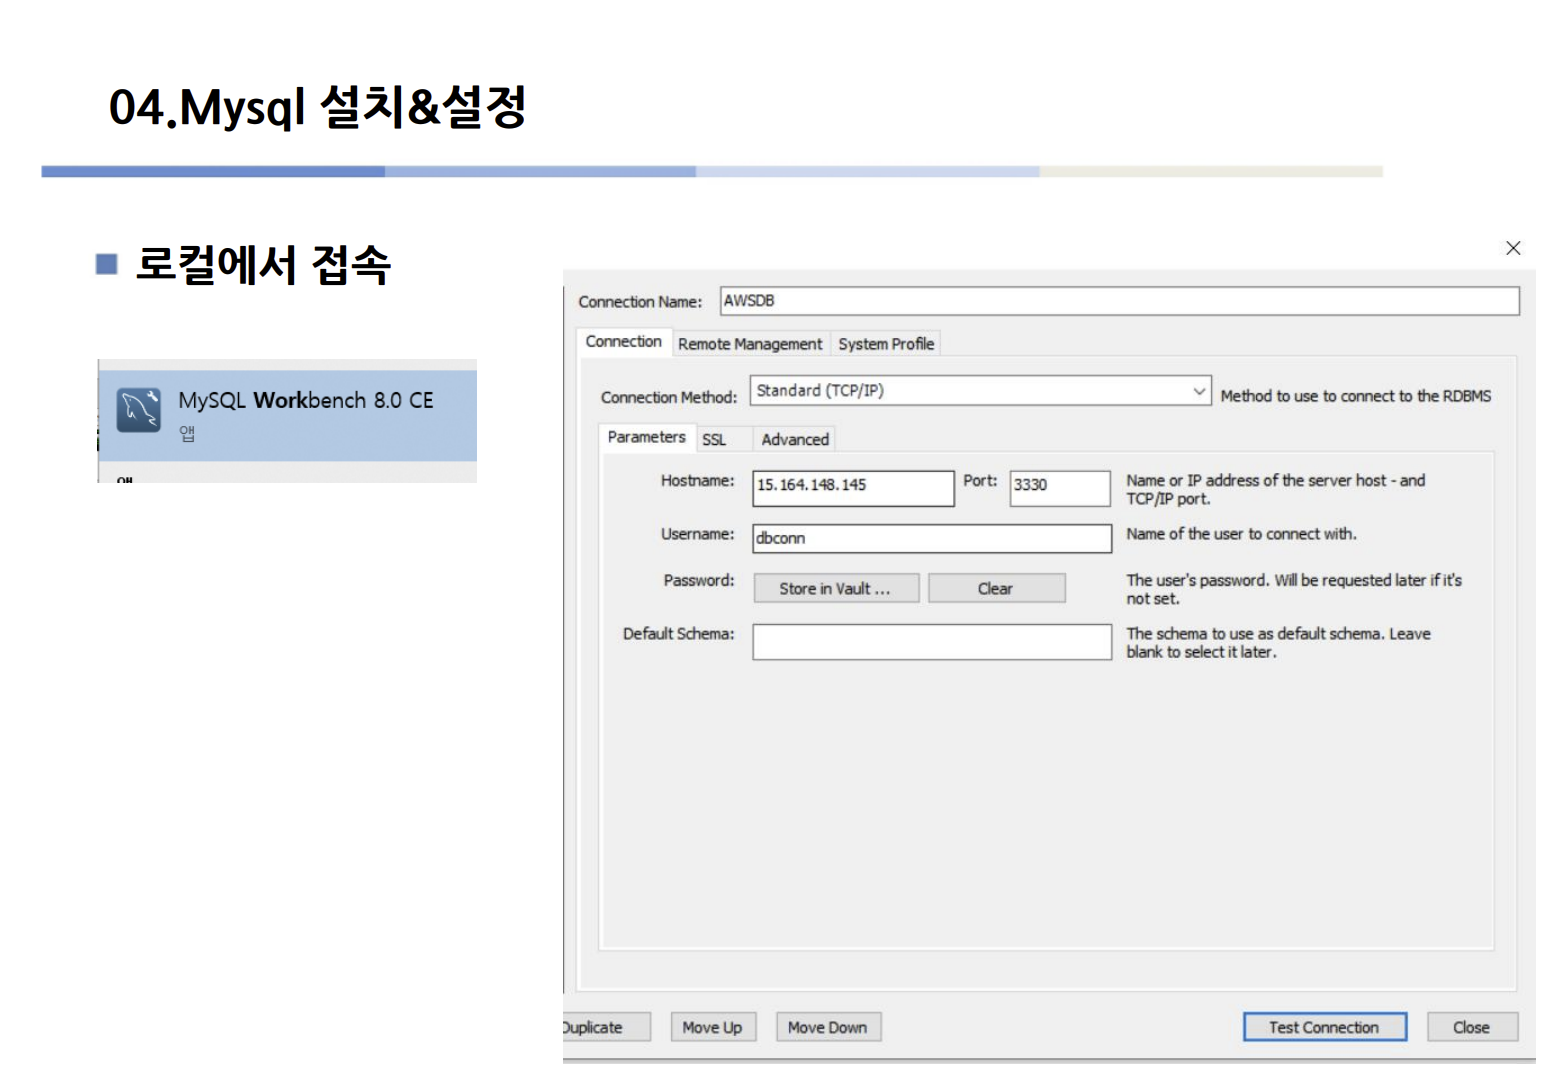 04.Mysql 설치&설정
로컬에서 접속
MySQL Workbench 8.0 CE
앱
Connection Name: AWSDB
Connection Remote Management System Profile
Connection Method: Standard (TCP/IP) Method to use to connect to the RDBMS
Parameters SSL Advanced
Hostname: 15.164.148.145 Port: 3330 Name or IP address of the server host - and
TCP/IP port.
Username: dbconn Name of the user to connect with.
Password: Store in Vault ... Clear The user's password. Will be requested later if it's
not set.
Default Schema: The schema to use as default schema. Leave
blank to select it later.
Duplicate Move Up Move Down Test Connection Close